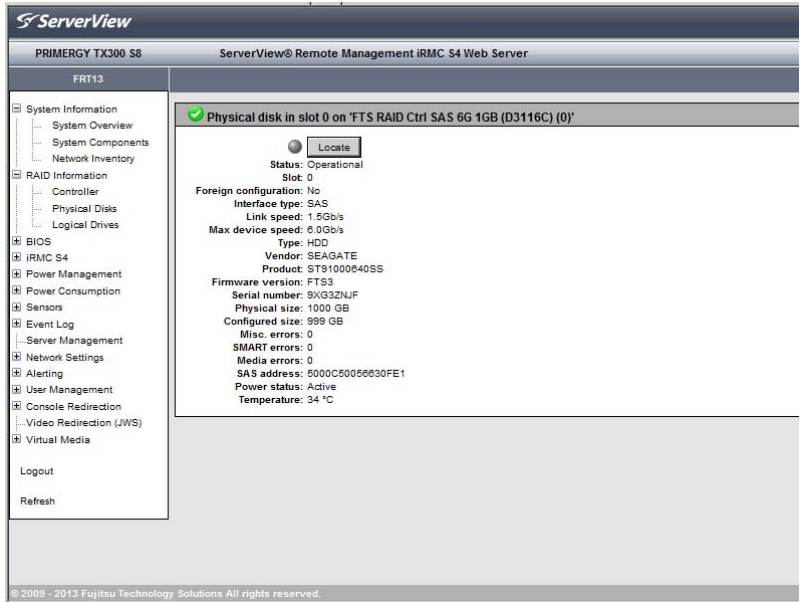 ServerView
PRIMERGY TX300 S8
ServerView® Remote Management iRMC S4 Web Server
FRT13
System Information
System Overview
System Components
Network Inventory
RAID Information
Controller
Physical Disks
Logical Drives
BIOS
iRMC S4
Power Management
Power Consumption
Sensors
Event Log
Server Management
Network Settings
Alerting
User Management
Console Redirection
Video Redirection (JWS)
Virtual Media
Logout
Refresh
Physical disk in slot 0 on 'FTS RAID Ctrl SAS 6G 1GB (D3116C) (0)'
Locate
Status: Operational
Slot: 0
Foreign configuration: No
Interface type: SAS
Link speed: 1.5Gb/s
Max device speed: 6.0Gb/s
Type: HDD
Vendor: SEAGATE
Product: ST91000640SS
Firmware version: FTS3
Serial number: 9XG3ZNJF
Physical size: 1000 GB
Configured size: 999 GB
Misc. errors: 0
SMART errors: 0
Media errors: 0
SAS address: 5000C50056630FE1
Power status: Active
Temperature: 34 °C
© 2009 - 2013 Fujitsu Technology Solutions All rights reserved.